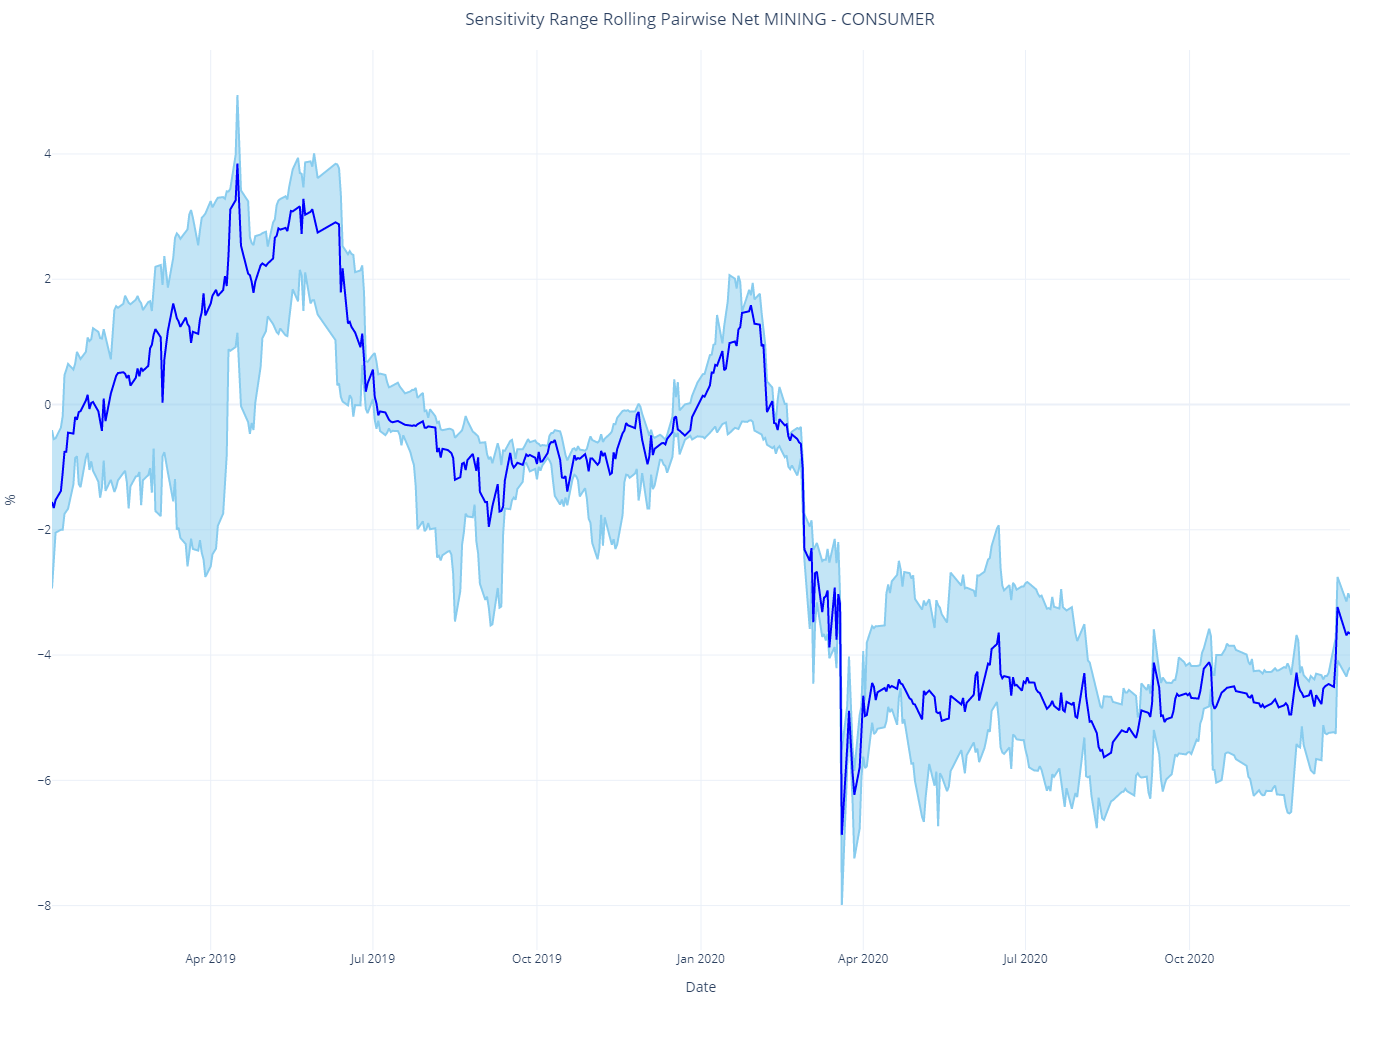 Sensitivity Range Rolling Pairwise Net MINING - CONSUMER
4
2
0
−2
−4
−6
−8
%
Apr 2019
Jul 2019
Oct 2019
Jan 2020
Apr 2020
Jul 2020
Oct 2020
Date